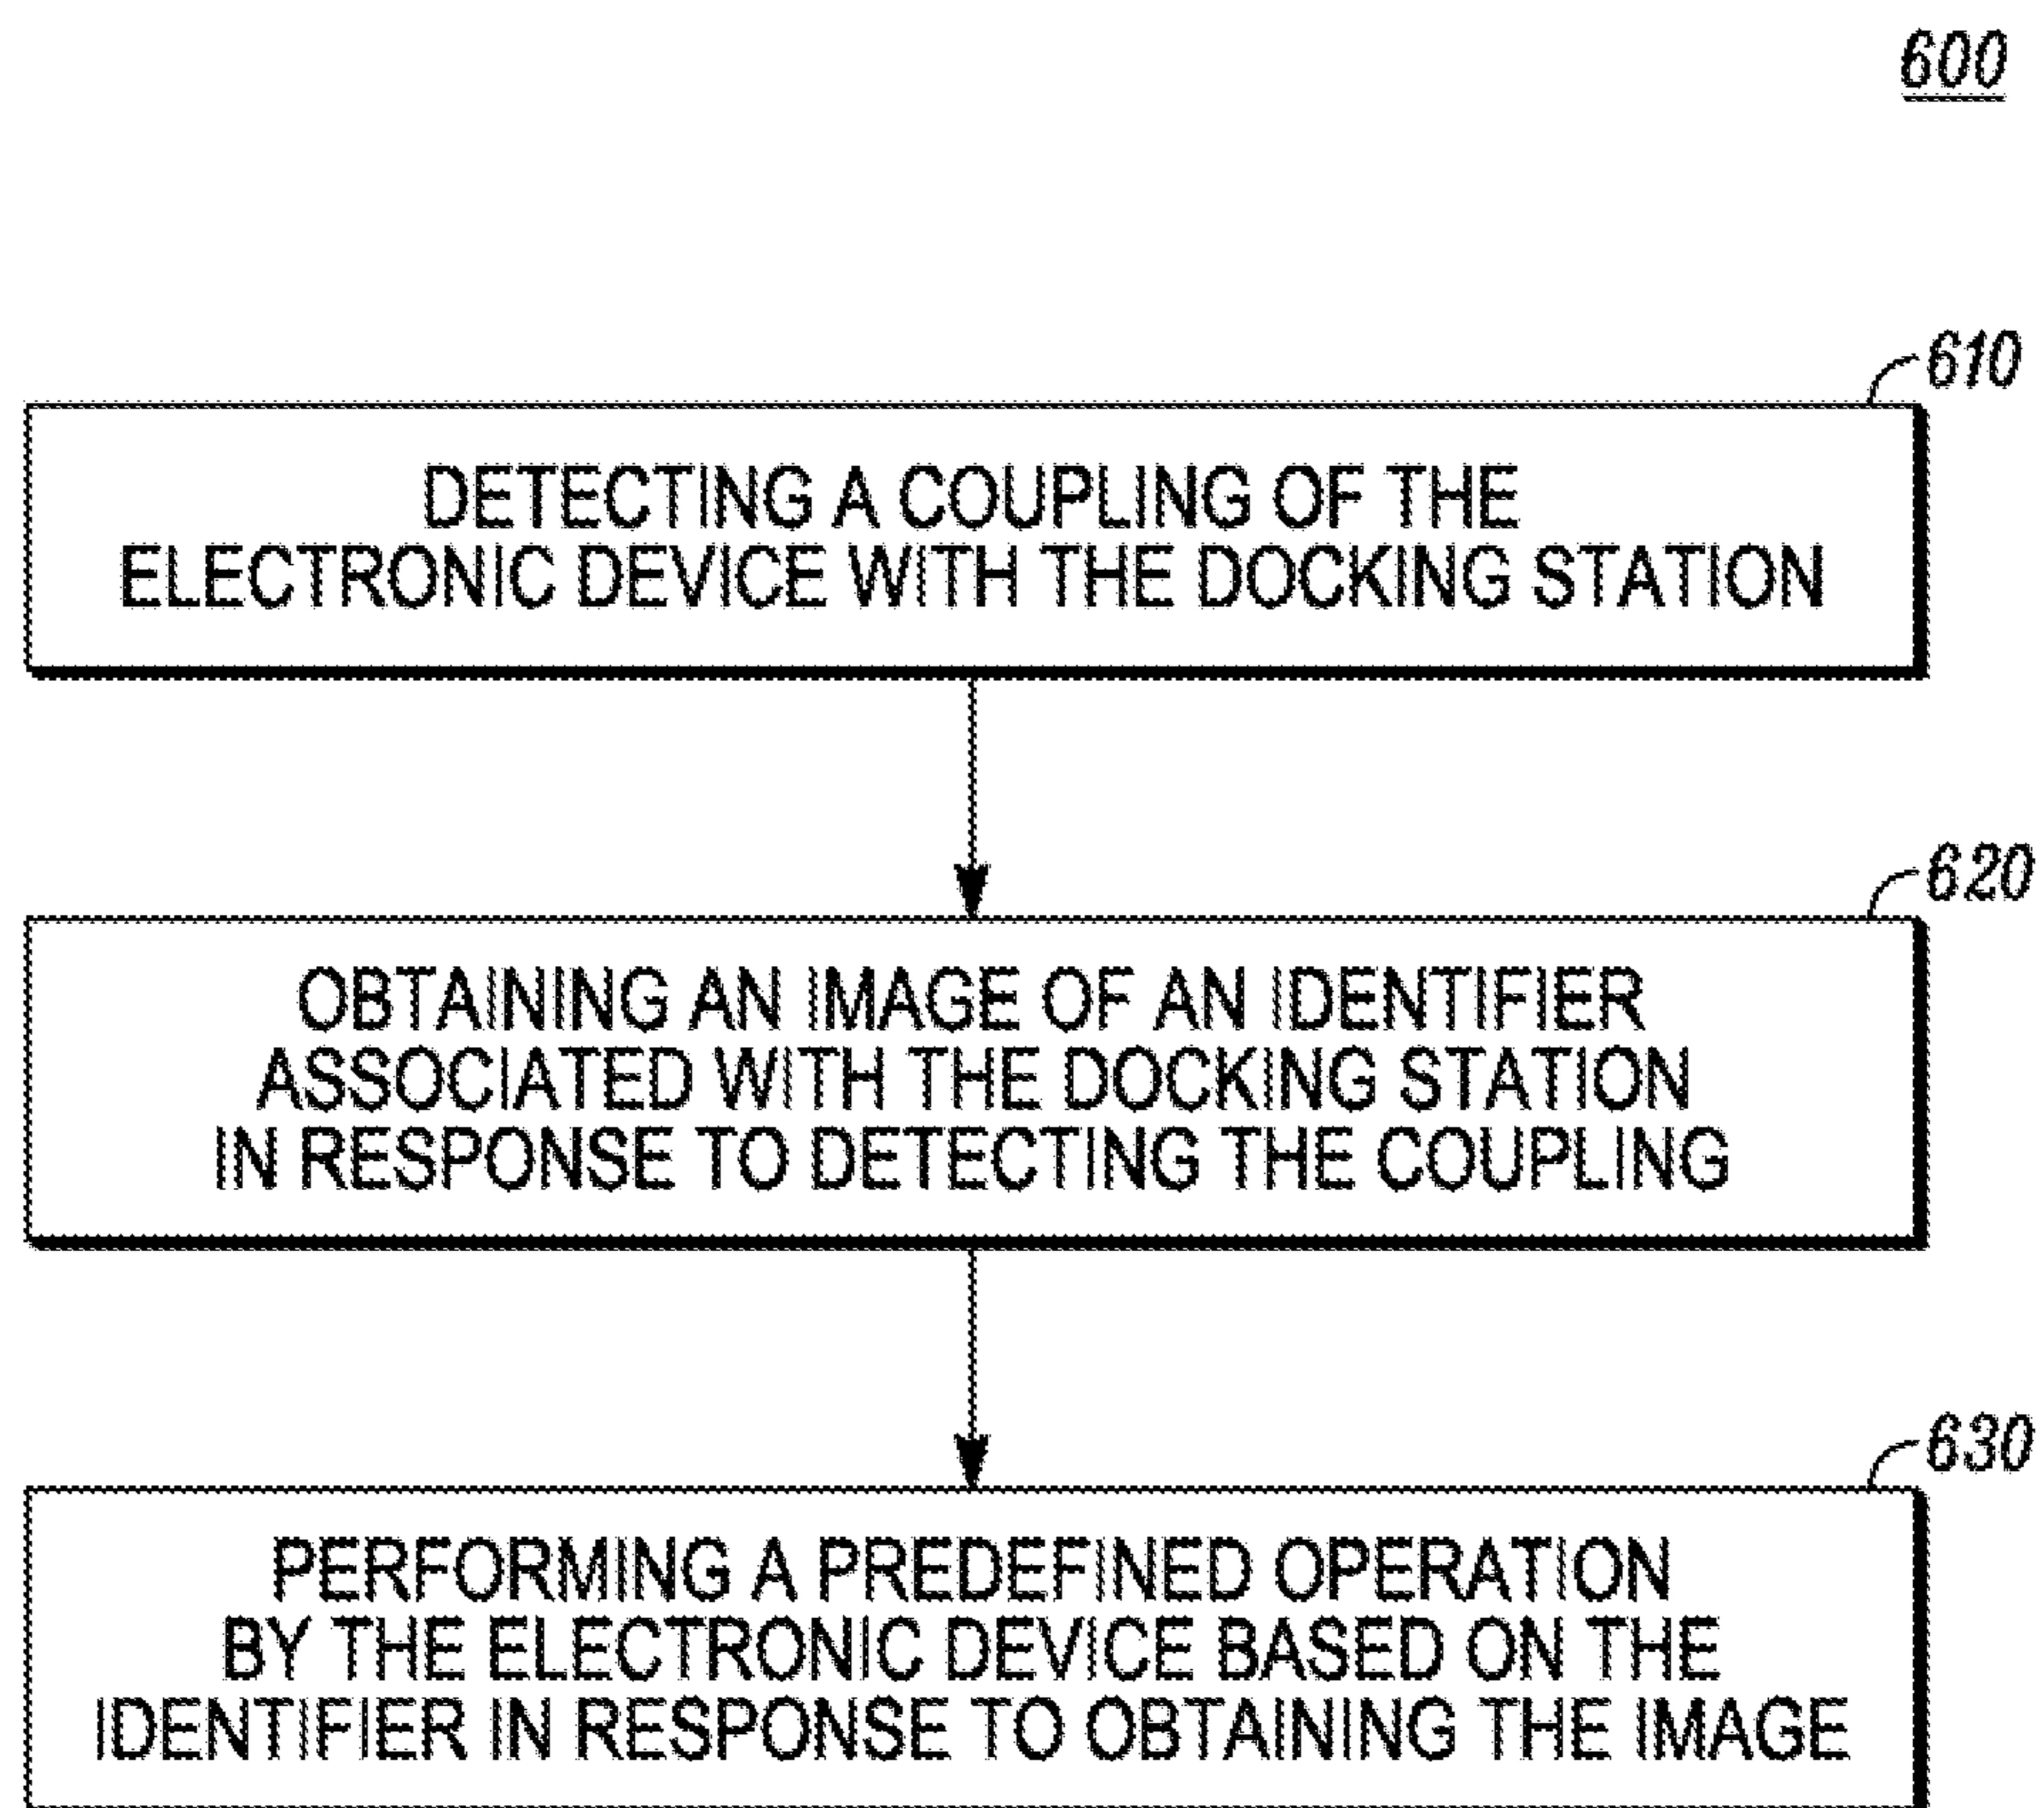 600
610
DETECTING A COUPLING OF THE
ELECTRONIC DEVICE WITH THE DOCKING STATION
620
OBTAINING AN IMAGE OF AN IDENTIFIER
ASSOCIATED WITH THE DOCKING STATION
IN RESPONSE TO DETECTING THE COUPLING
630
PERFORMING A PREDEFINED OPERATION
BY THE ELECTRONIC DEVICE BASED ON THE
IDENTIFIER IN RESPONSE TO OBTAINING THE IMAGE